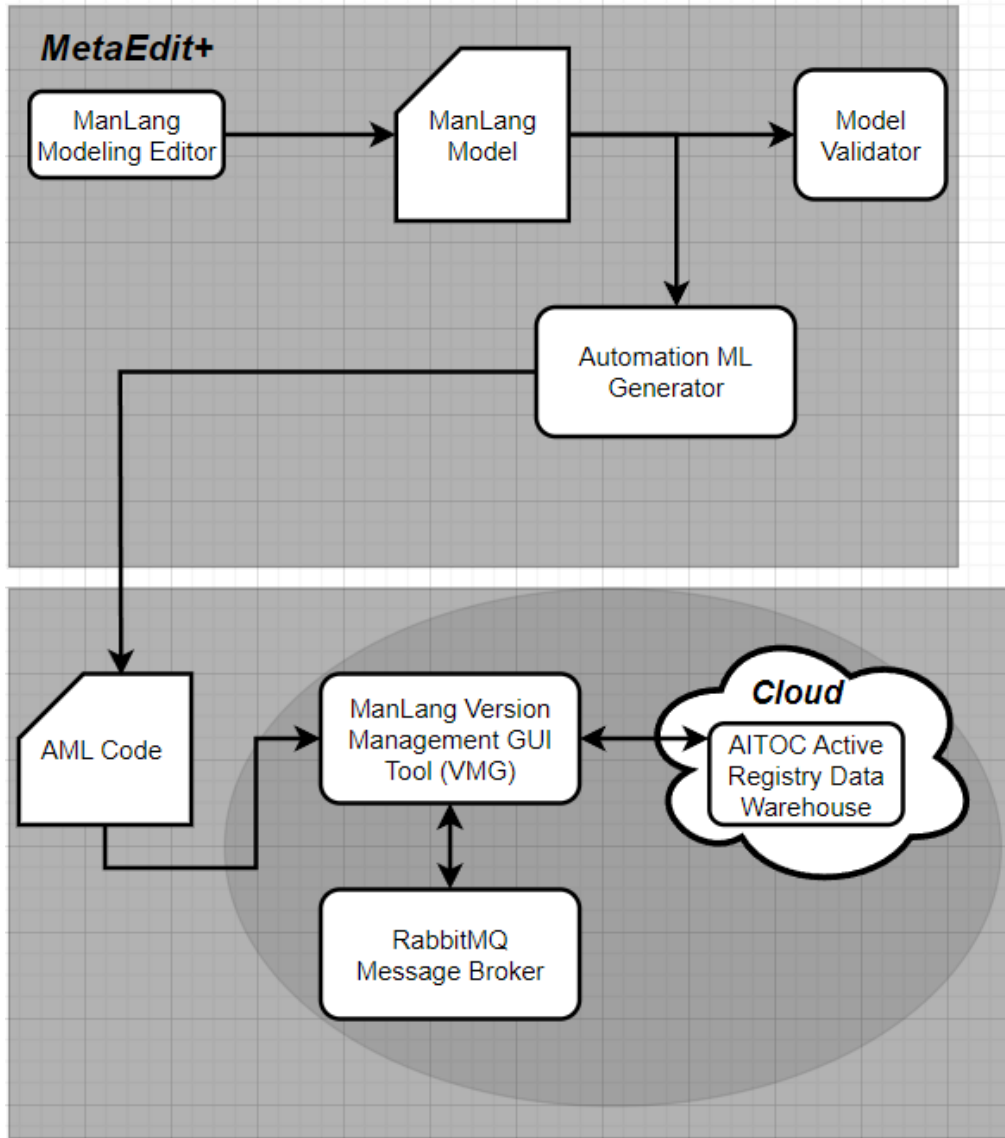 MetaEdit+
ManLang
Modeling Editor
ManLang
Model
Model
Validator
Automation ML
Generator
AML Code
ManLang Version
Management GUI
Tool (VMG)
Cloud
AITOC Active
Registry Data
Warehouse
RabbitMQ
Message Broker